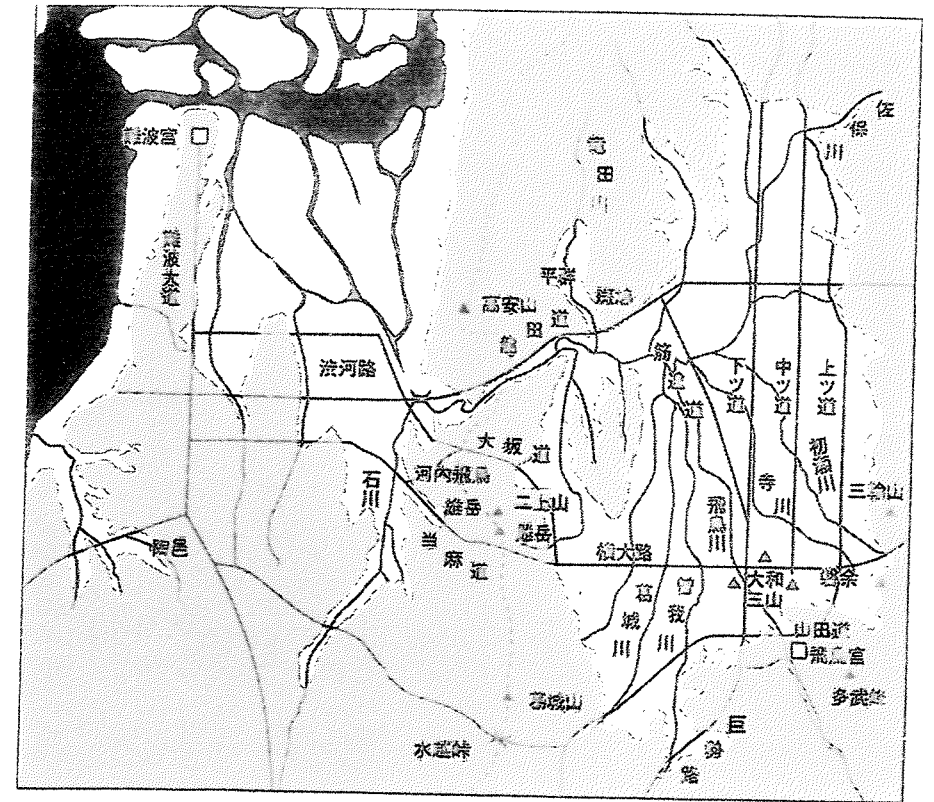 難波宮
難波大道
佐保川
竜田川
平群
斑鳩
高安山
竜田道
渋河路
筋違道
下ツ道
中ツ道
上ツ道
初瀬川
三輪山
大坂道
河内飛鳥
石川
二上山
雄岳
雌岳
当麻道
寺川
飛鳥川
横大路
陶邑
大和三山
磐余
葛城川
曽我川
山田道
飛鳥宮
多武峰
葛城山
水越峠
巨勢路